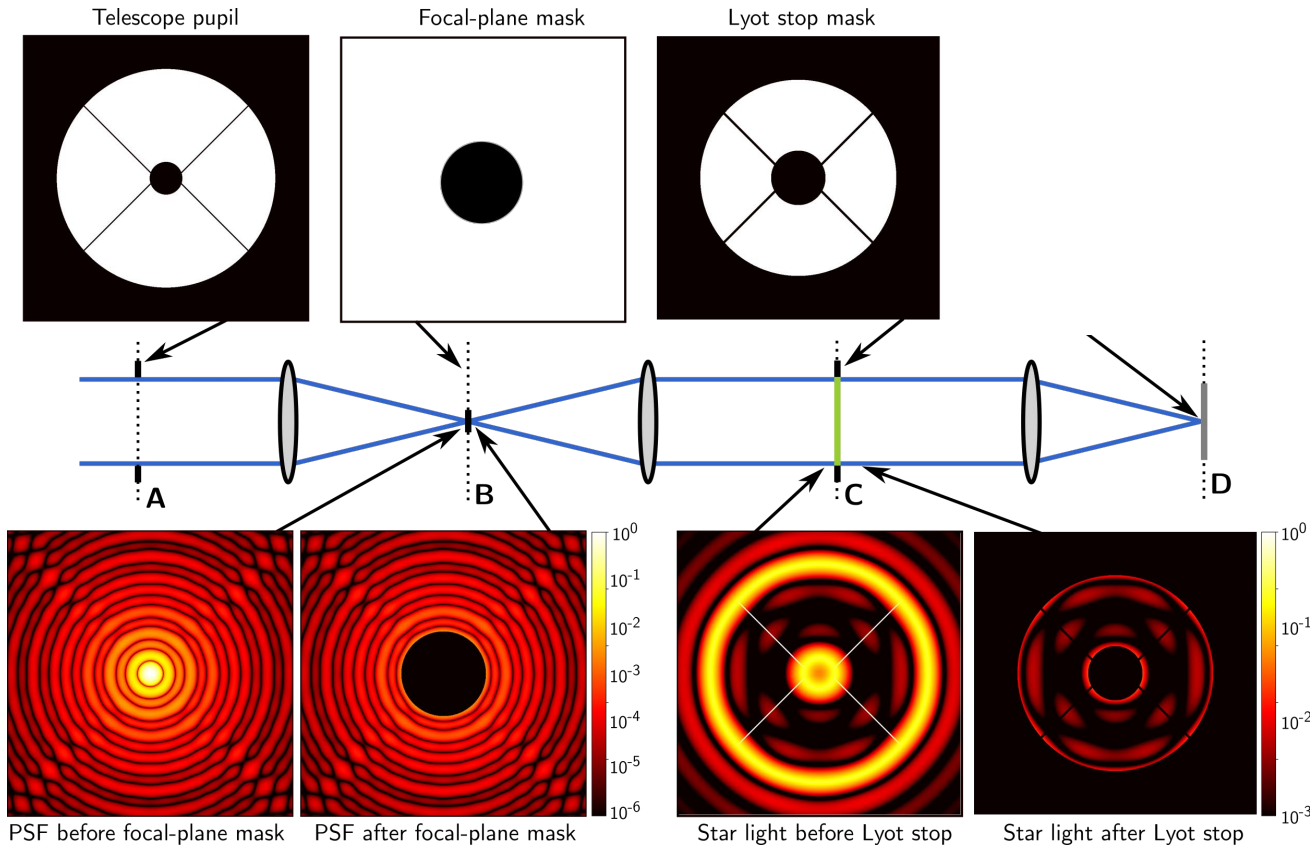 Telescope pupil
Focal-plane mask
Lyot stop mask
A
B
C
D
10^0
10^-1
10^-2
10^-3
10^-4
10^-5
10^-6
10^0
10^-1
10^-2
10^-3
PSF before focal-plane mask
PSF after focal-plane mask
Star light before Lyot stop
Star light after Lyot stop